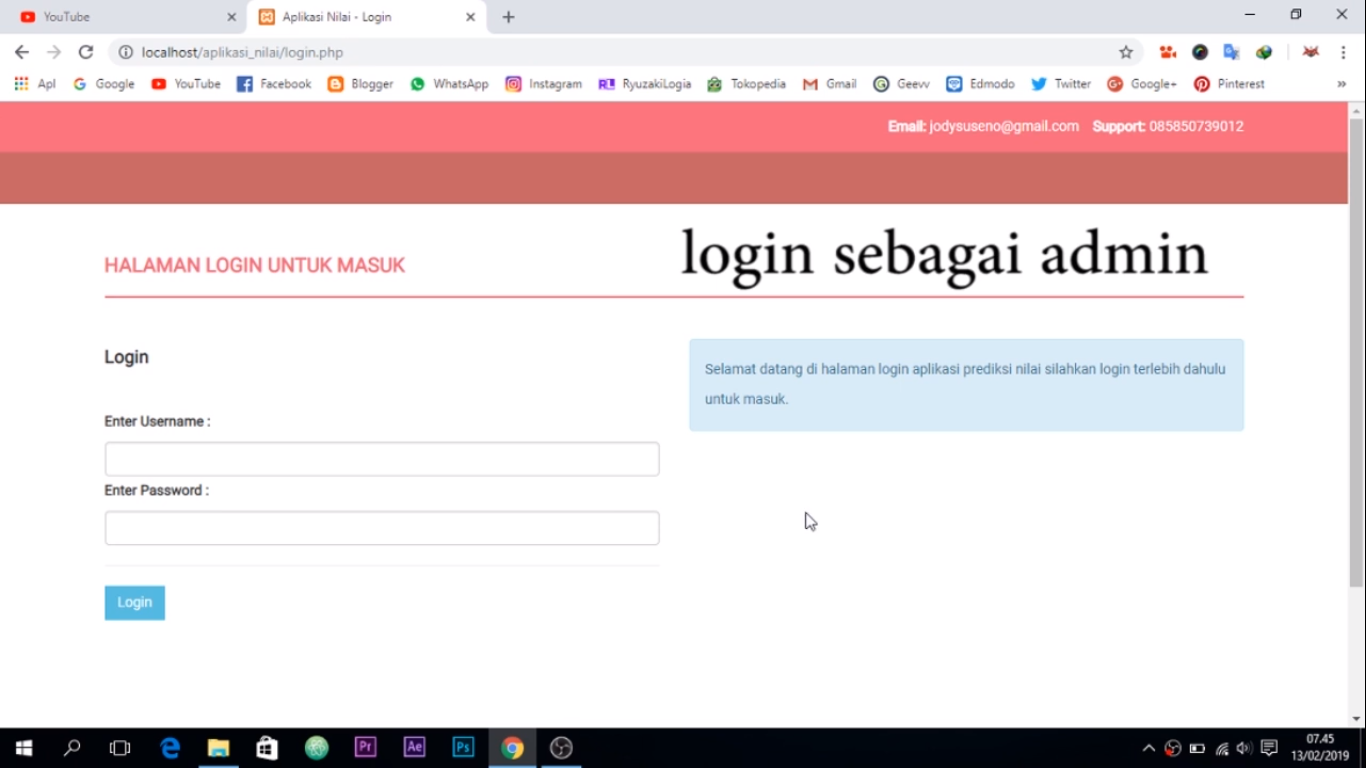 YouTube
Aplikasi Nilai - Login
localhost/aplikasi_nilai/login.php
Apl Google YouTube Facebook Blogger WhatsApp Instagram RyuzakiLogia Tokopedia Gmail Geevv Edmodo Twitter Google+ Pinterest »
Email: jodysuseno@gmail.com Support: 085850739012
HALAMAN LOGIN UNTUK MASUK
login sebagai admin
Login
Selamat datang di halaman login aplikasi prediksi nilai silahkan login terlebih dahulu
untuk masuk.
Enter Username :
Enter Password :
Login
Pr Ae Ps
07.45
13/02/2019